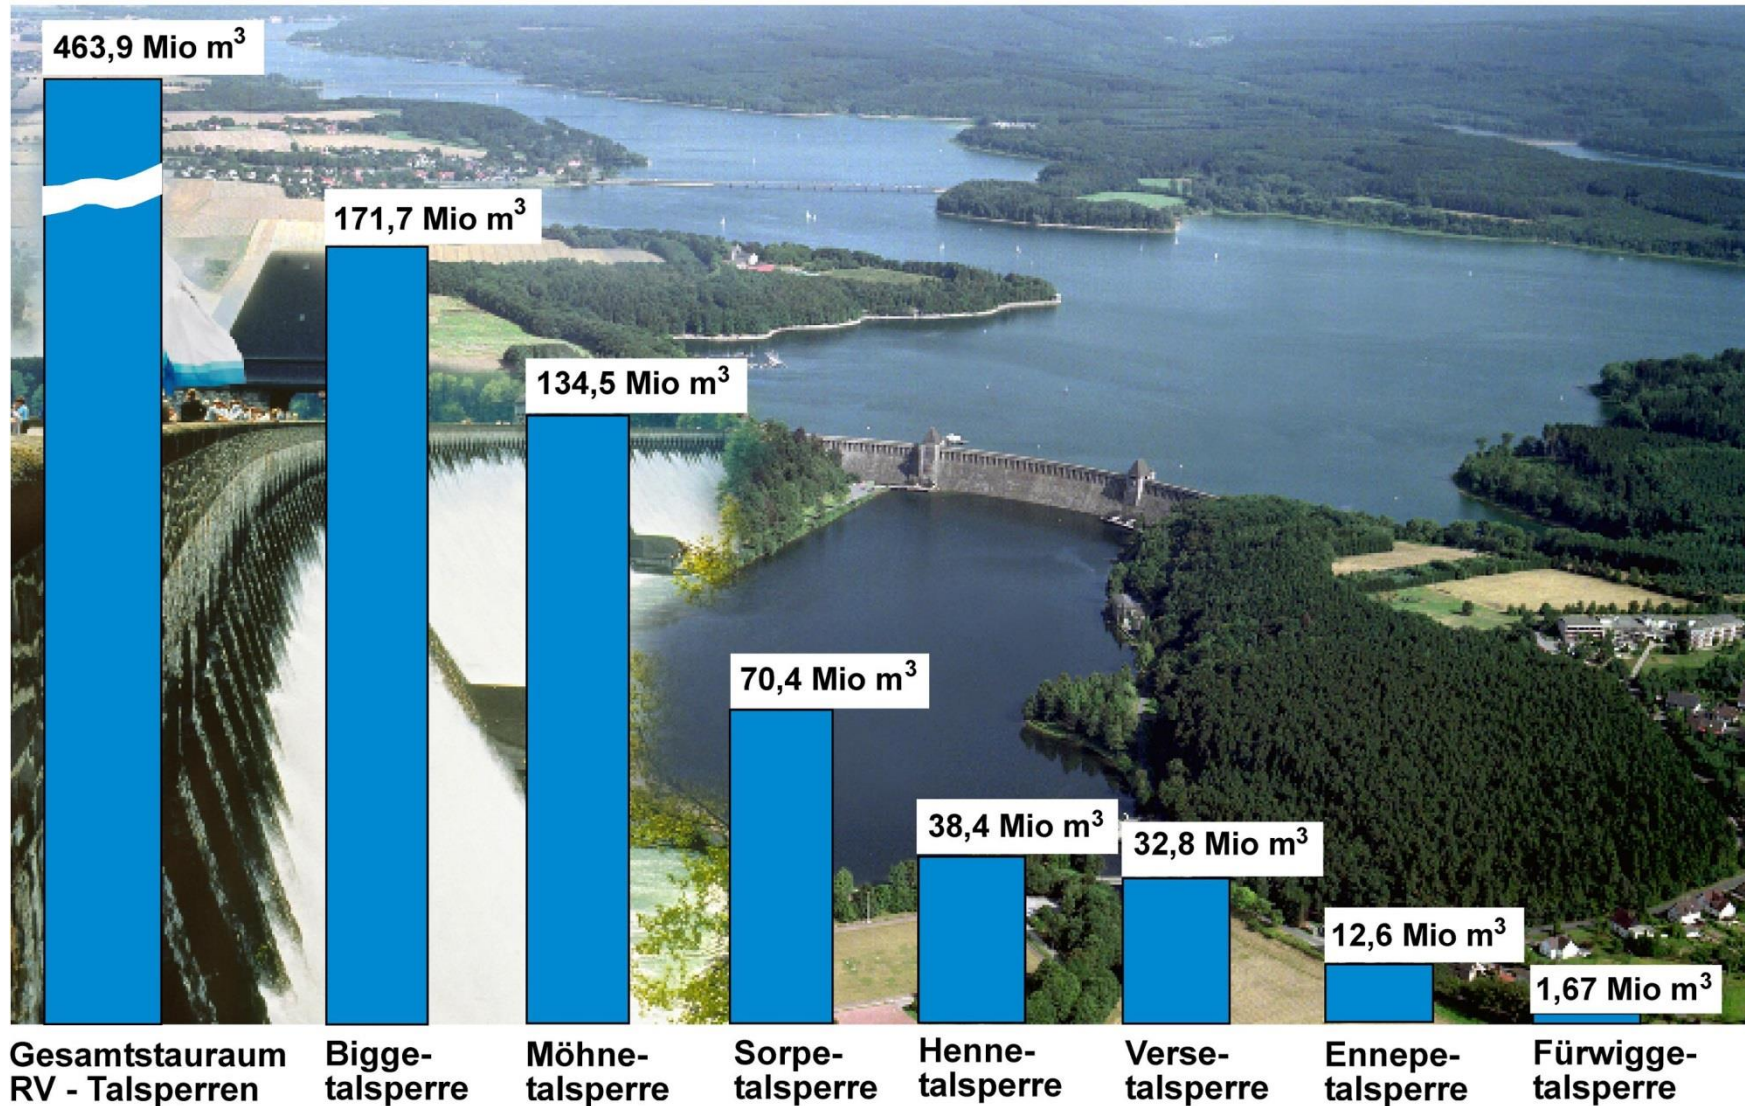 463,9 Mio m³
171,7 Mio m³
134,5 Mio m³
70,4 Mio m³
38,4 Mio m³
32,8 Mio m³
12,6 Mio m³
1,67 Mio m³
Gesamtstauraum
RV - Talsperren
Bigge-
talsperre
Möhne-
talsperre
Sorpe-
talsperre
Henne-
talsperre
Verse-
talsperre
Ennepe-
talsperre
Fürwigge-
talsperre